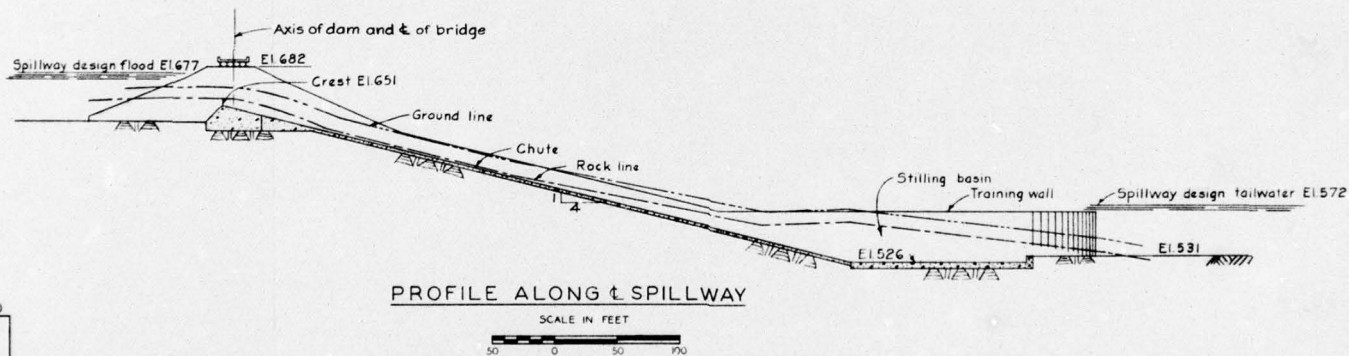 Axis of dam and ℄ of bridge
Spillway design flood El.677
El.682
Crest El.651
Ground line
Chute
Rock line
1
4
Stilling basin
Training wall
Spillway design tailwater El.572
El.526
El.531
PROFILE ALONG ℄ SPILLWAY
SCALE IN FEET
50 0 50 100